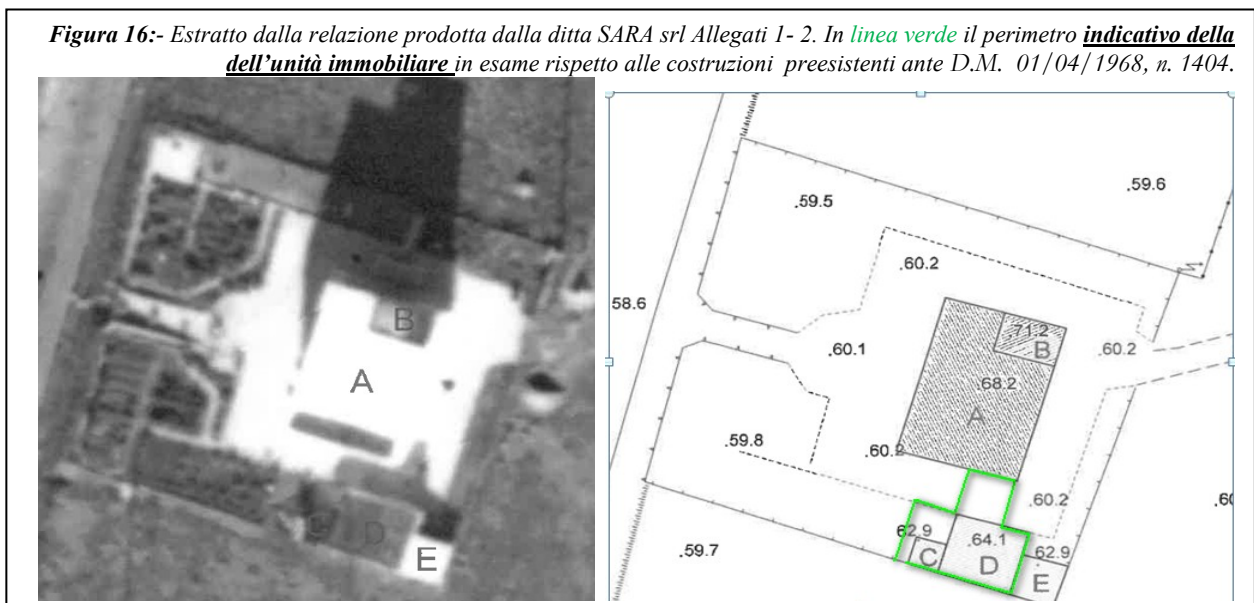 Figura 16:- Estratto dalla relazione prodotta dalla ditta SARA srl Allegati 1- 2. In linea verde il perimetro indicativo della
dell'unità immobiliare in esame rispetto alle costruzioni preesistenti ante D.M. 01/04/1968, n. 1404.
B
A
D
E
.59.6
.59.5
.60.2
58.6
71.2
B
.60.2
.60.1
.68.2
A
.59.8
.60.2
.60.2
.60
62.9
.64.1
62.9
.59.7
C
D
E